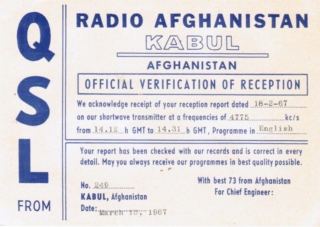 QSL
FROM
RADIO AFGHANISTAN
KABUL
AFGHANISTAN
OFFICIAL VERIFICATION OF RECEPTION
We acknowledge receipt of your reception report dated 18-2-67
on our shortwave transmitter at a frequencies of 4775 kc/s
from 14.12 h GMT to 14.31 h GMT, Programme in English
Your report has been checked with our records and is correct in every
detail. May you always receive our programmes in best quality possible.
No. 246
KABUL, Afghanistan
Date: March 12, 1967
With best 73 from Afghanistan
For Chief Engineer: